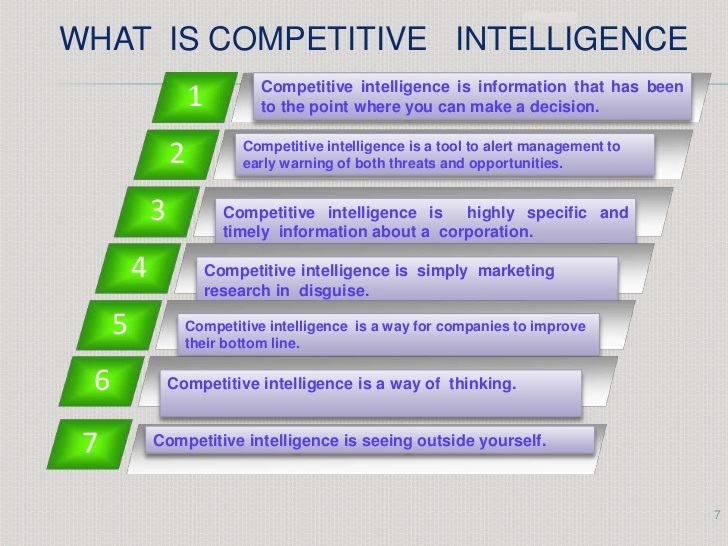 WHAT IS COMPETITIVE INTELLIGENCE
1
Competitive intelligence is information that has been
to the point where you can make a decision.
2
Competitive intelligence is a tool to alert management to
early warning of both threats and opportunities.
3
Competitive intelligence is highly specific and
timely information about a corporation.
4
Competitive intelligence is simply marketing
research in disguise.
5
Competitive intelligence is a way for companies to improve
their bottom line.
6
Competitive intelligence is a way of thinking.
7
Competitive intelligence is seeing outside yourself.
7